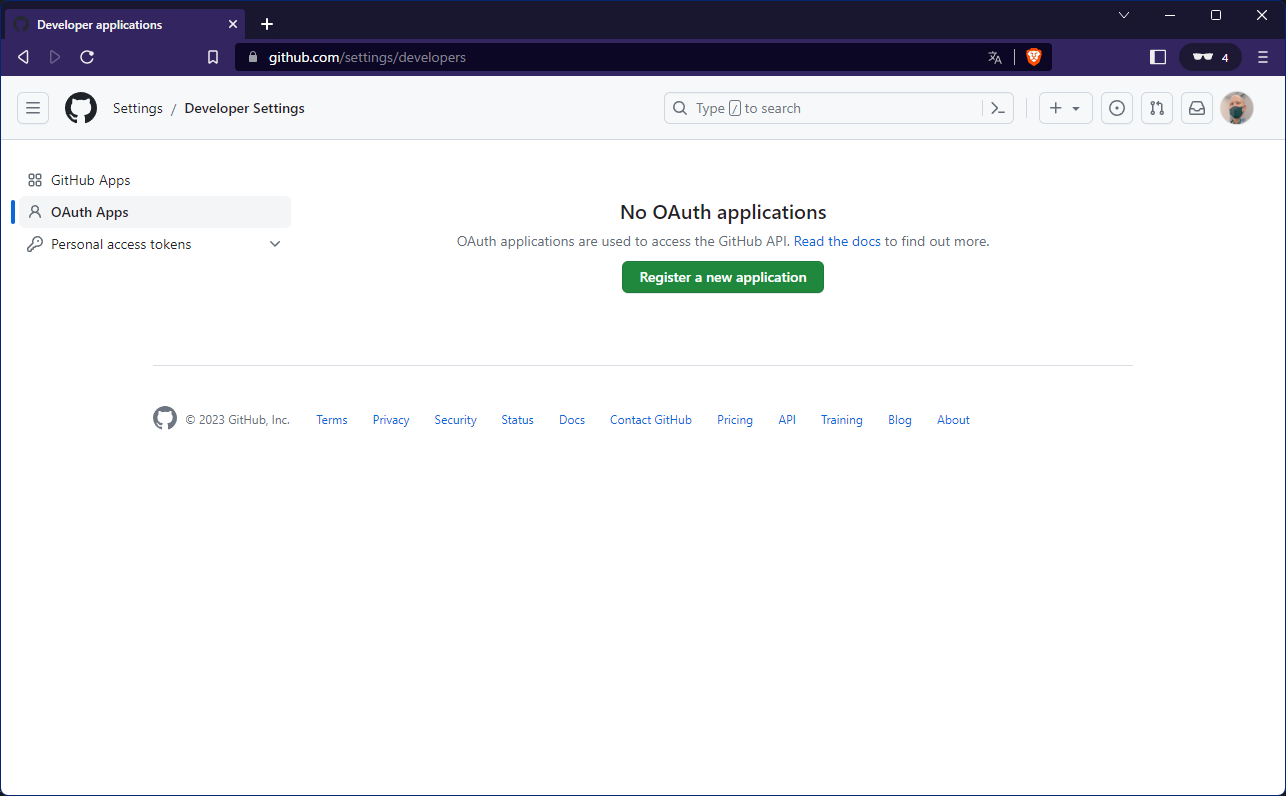 Developer applications
github.com/settings/developers
4
Settings / Developer Settings
Type / to search
GitHub Apps
OAuth Apps
Personal access tokens
No OAuth applications
OAuth applications are used to access the GitHub API. Read the docs to find out more.
Register a new application
© 2023 GitHub, Inc. Terms Privacy Security Status Docs Contact GitHub Pricing API Training Blog About